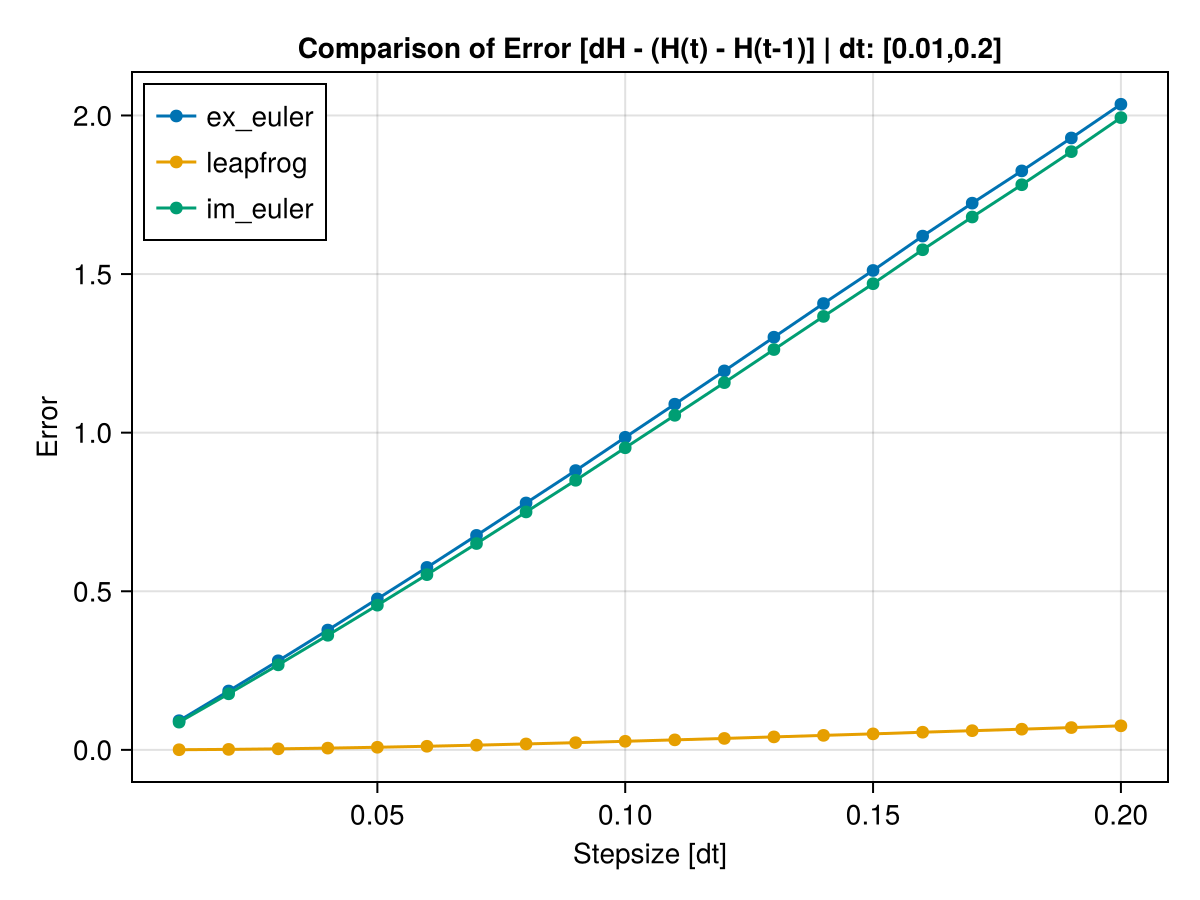 Comparison of Error [dH - (H(t) - H(t-1)] | dt: [0.01,0.2]
ex_euler
leapfrog
im_euler
Error
2.0
1.5
1.0
0.5
0.0
0.05
0.10
0.15
0.20
Stepsize [dt]